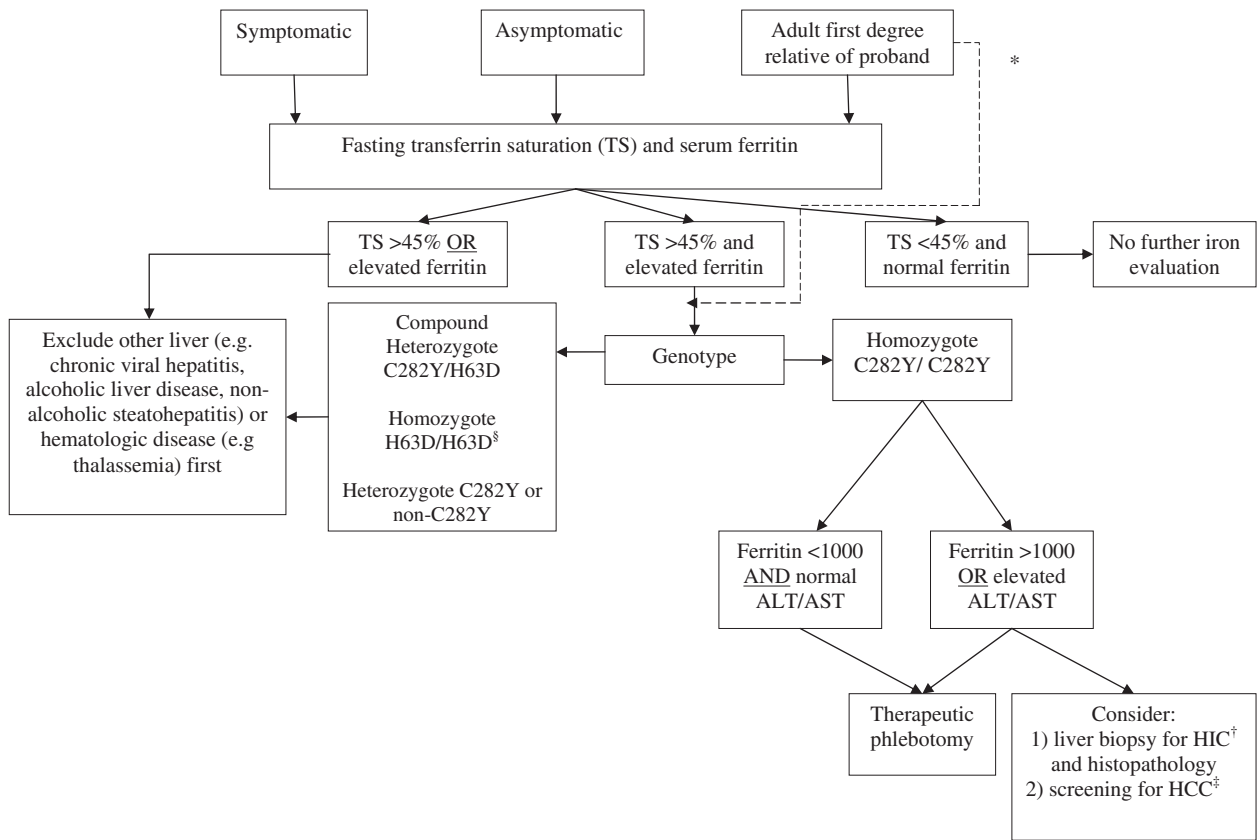 Symptomatic
Asymptomatic
Adult first degree
relative of proband
*
Fasting transferrin saturation (TS) and serum ferritin
TS >45% OR
elevated ferritin
TS >45% and
elevated ferritin
TS <45% and
normal ferritin
No further iron
evaluation
Exclude other liver (e.g.
chronic viral hepatitis,
alcoholic liver disease, non-
alcoholic steatohepatitis) or
hematologic disease (e.g
thalassemia) first
Compound
Heterozygote
C282Y/H63D
Homozygote
H63D/H63D§
Heterozygote C282Y or
non-C282Y
Genotype
Homozygote
C282Y/ C282Y
Ferritin <1000
AND normal
ALT/AST
Ferritin >1000
OR elevated
ALT/AST
Therapeutic
phlebotomy
Consider:
1) liver biopsy for HIC†
and histopathology
2) screening for HCC‡